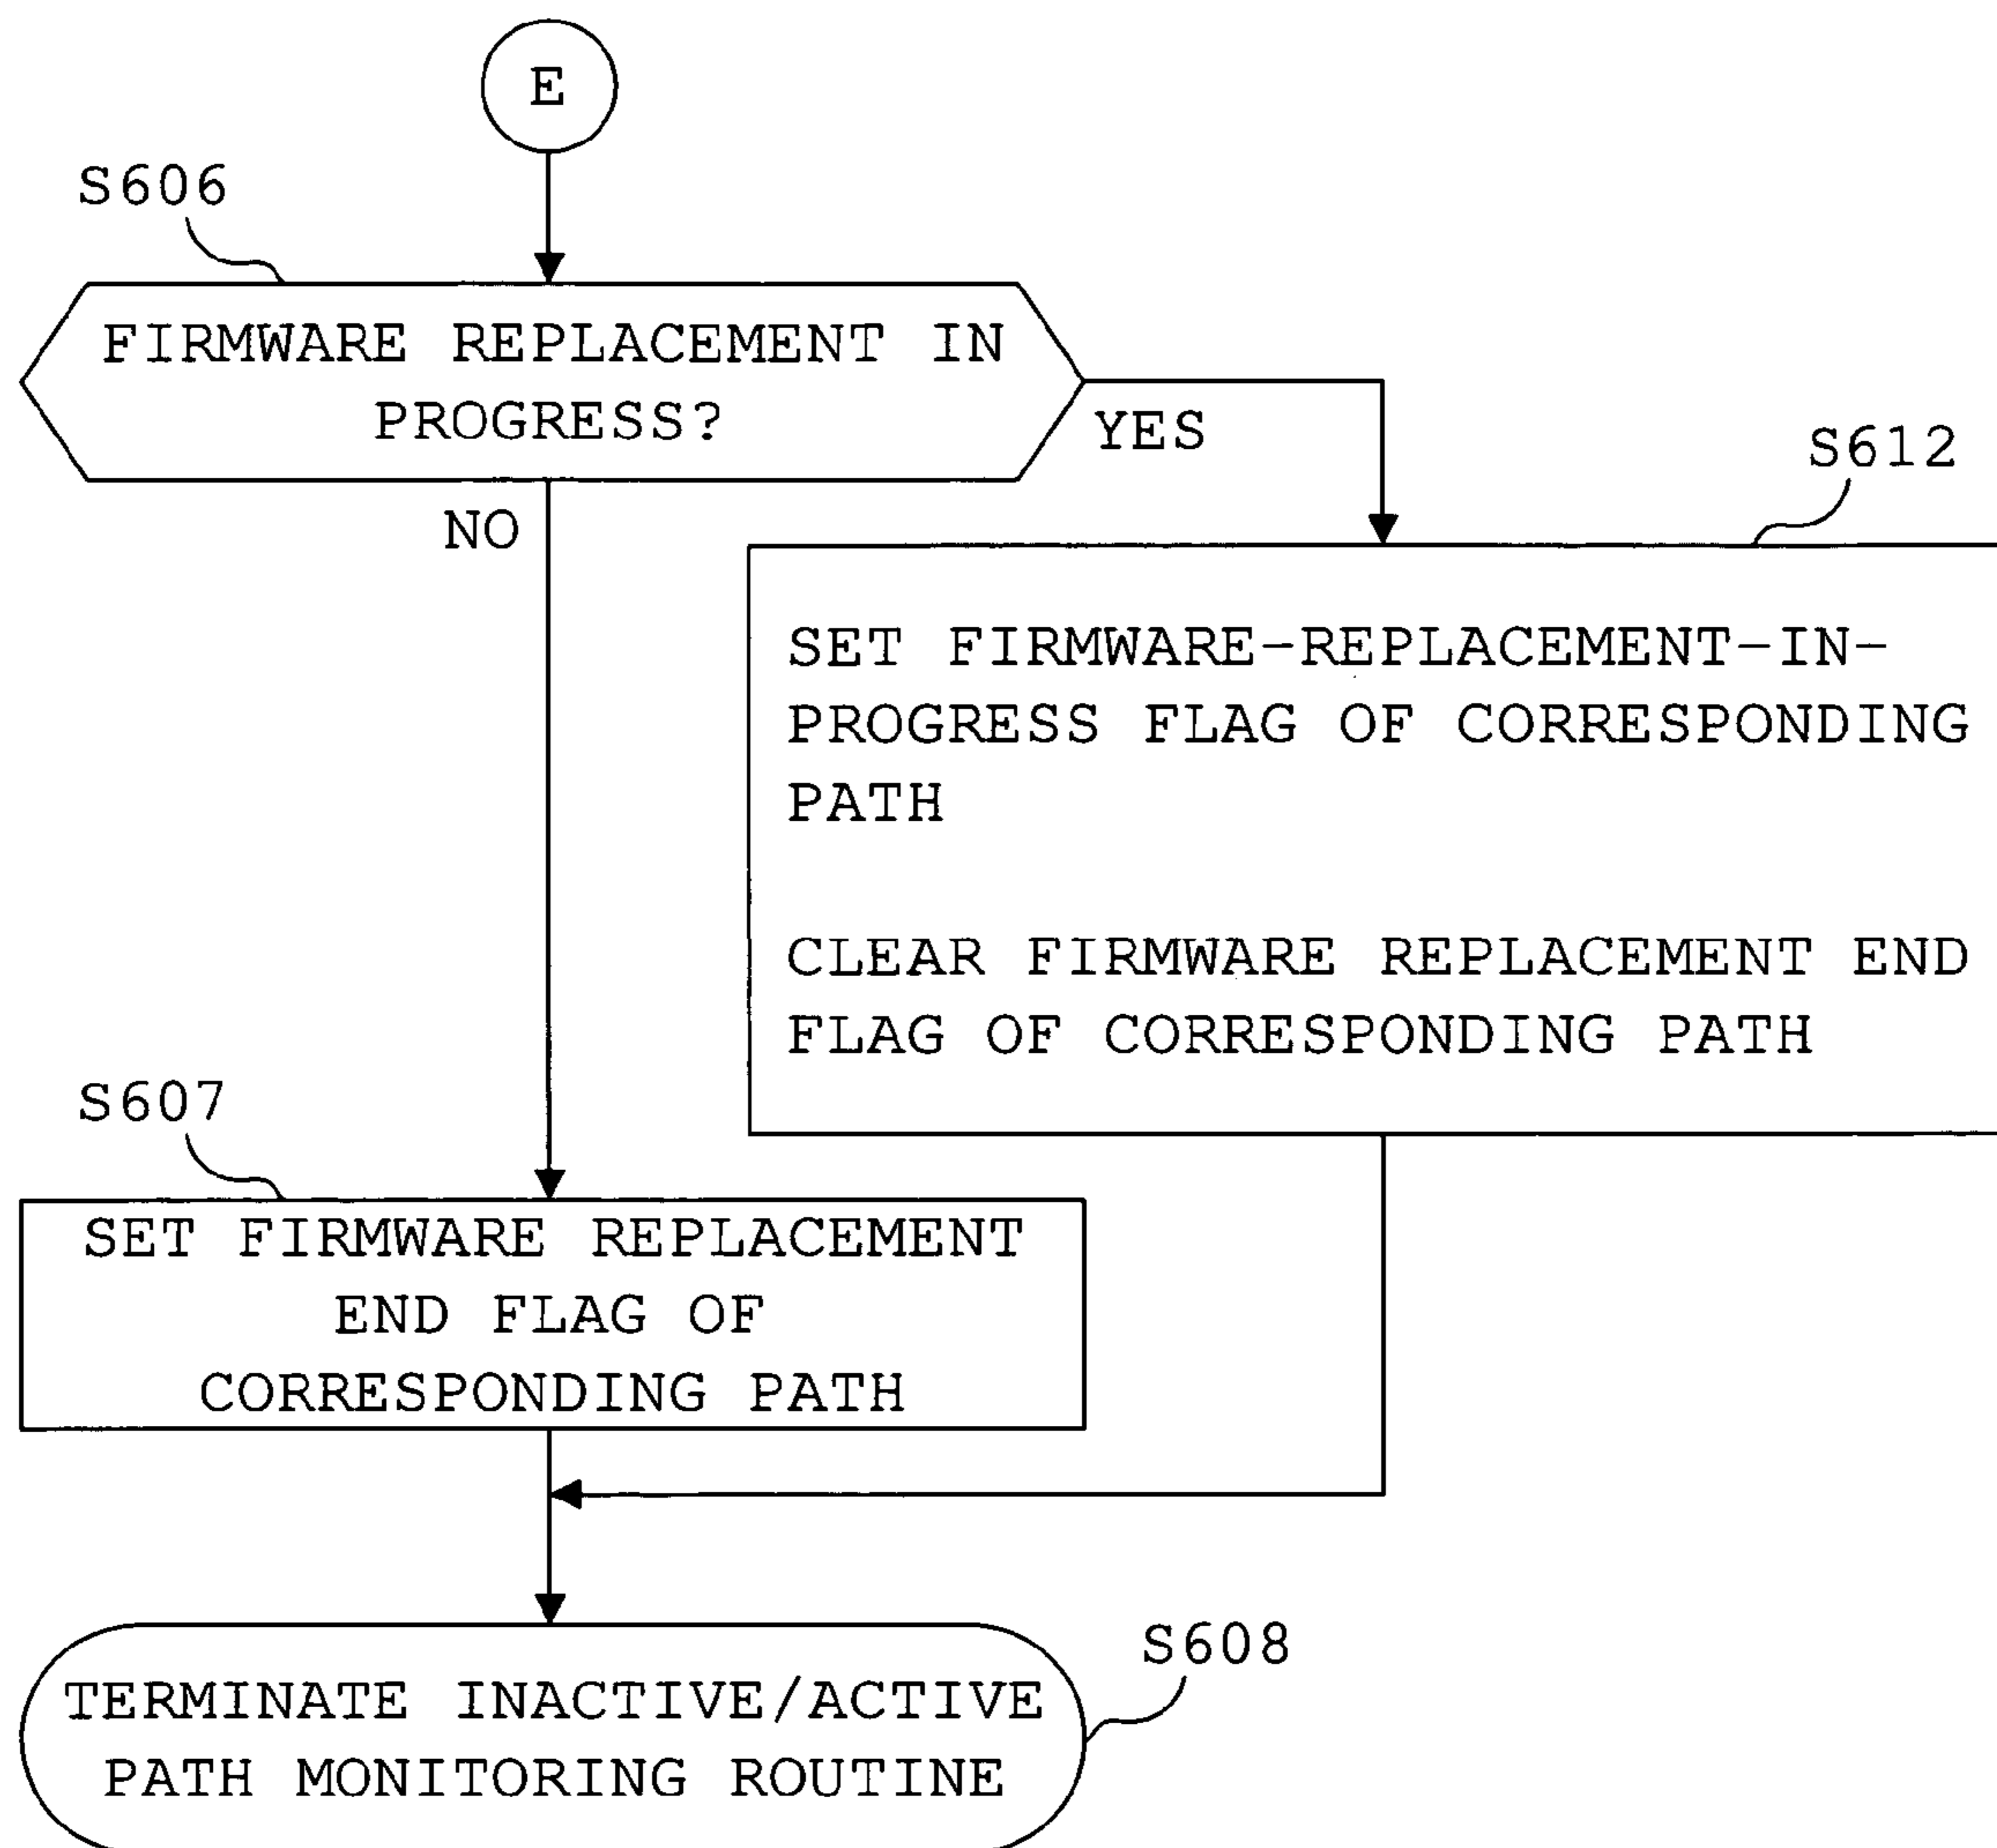 E
S606
FIRMWARE REPLACEMENT IN
PROGRESS?
YES
NO
S612
SET FIRMWARE-REPLACEMENT-IN-
PROGRESS FLAG OF CORRESPONDING
PATH
CLEAR FIRMWARE REPLACEMENT END
FLAG OF CORRESPONDING PATH
S607
SET FIRMWARE REPLACEMENT
END FLAG OF
CORRESPONDING PATH
S608
TERMINATE INACTIVE/ACTIVE
PATH MONITORING ROUTINE